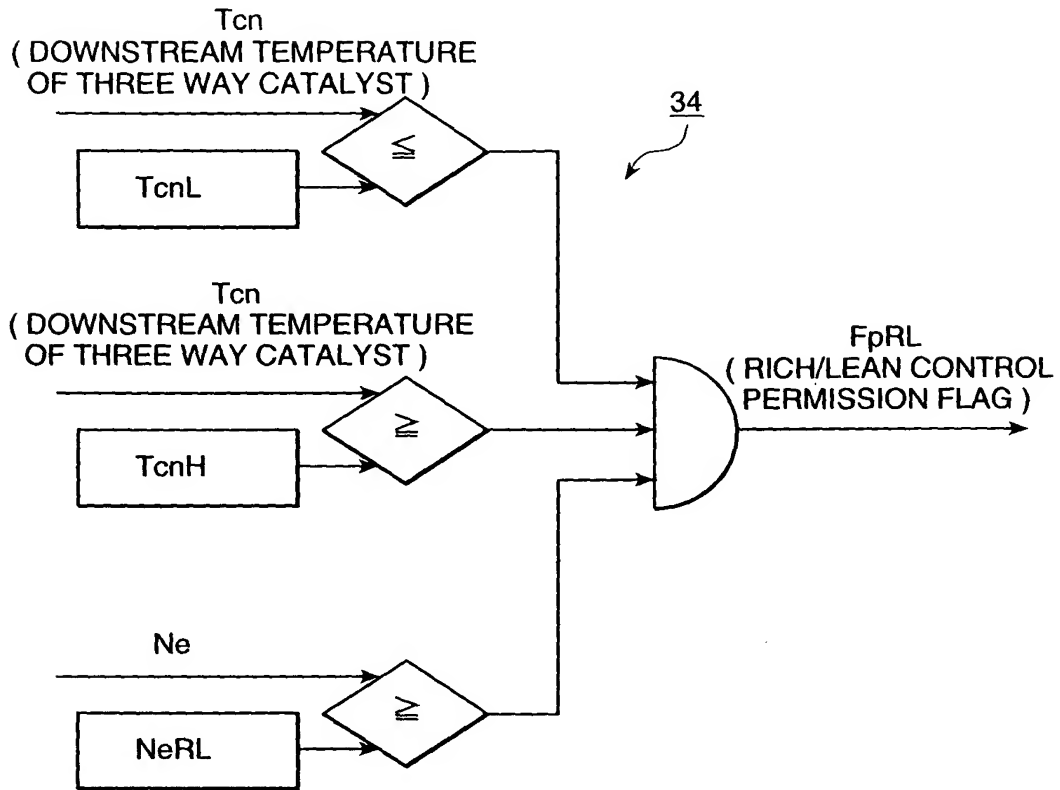 Tcn
( DOWNSTREAM TEMPERATURE
OF THREE WAY CATALYST )
≦
34
TcnL
Tcn
( DOWNSTREAM TEMPERATURE
OF THREE WAY CATALYST )
≧
TcnH
FpRL
( RICH/LEAN CONTROL
PERMISSION FLAG )
Ne
≧
NeRL